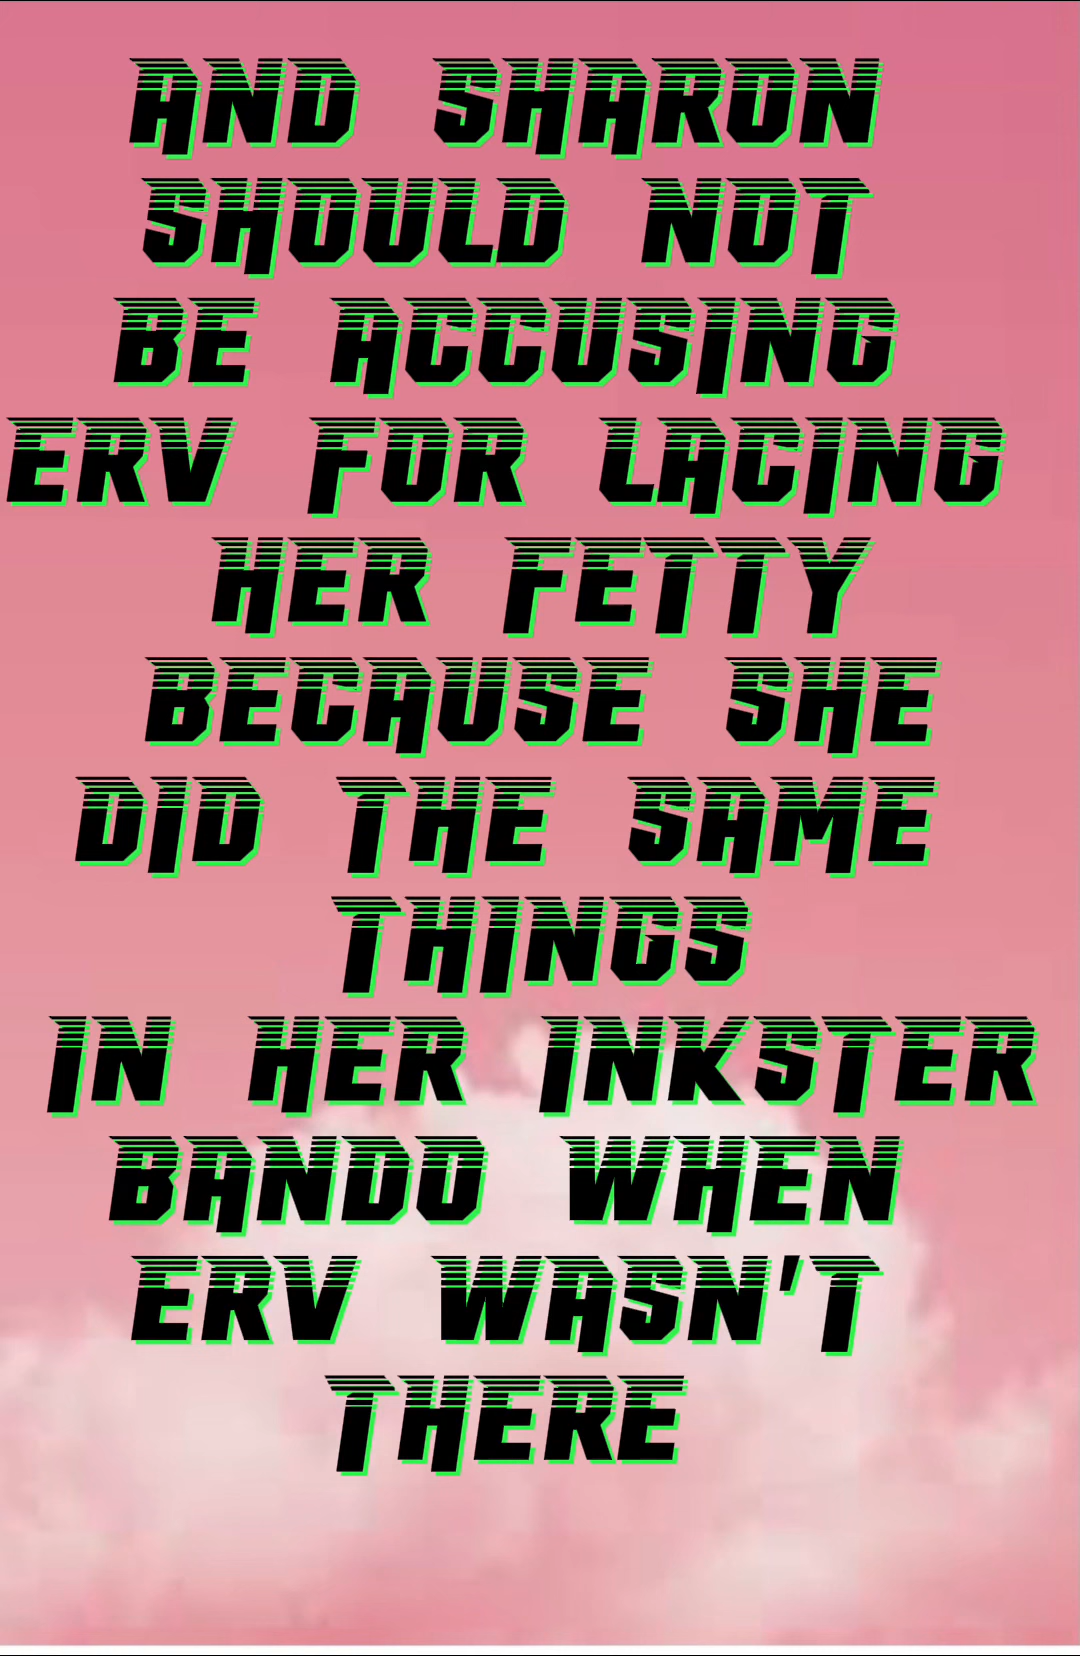 AND SHARON
SHOULD NOT
BE ACCUSING
ERV FOR LACING
HER FETTY
BECAUSE SHE
DID THE SAME
THINGS
IN HER INKSTER
BANDO WHEN
ERV WASN'T
THERE